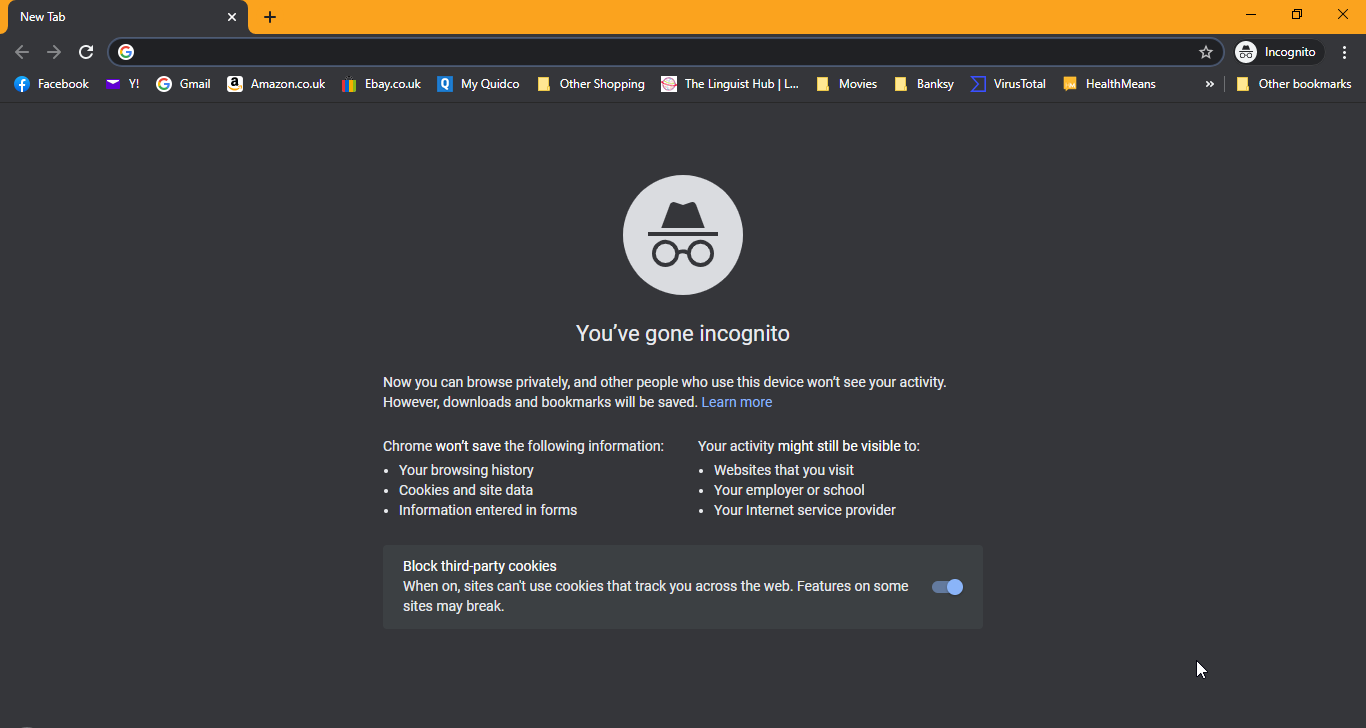 New Tab
Incognito
Facebook
Y!
Gmail
Amazon.co.uk
Ebay.co.uk
My Quidco
Other Shopping
The Linguist Hub | L...
Movies
Banksy
VirusTotal
HealthMeans
»
Other bookmarks
You've gone incognito
Now you can browse privately, and other people who use this device won't see your activity.
However, downloads and bookmarks will be saved. Learn more
Chrome won't save the following information:
• Your browsing history
• Cookies and site data
• Information entered in forms
Your activity might still be visible to:
• Websites that you visit
• Your employer or school
• Your Internet service provider
Block third-party cookies
When on, sites can't use cookies that track you across the web. Features on some
sites may break.